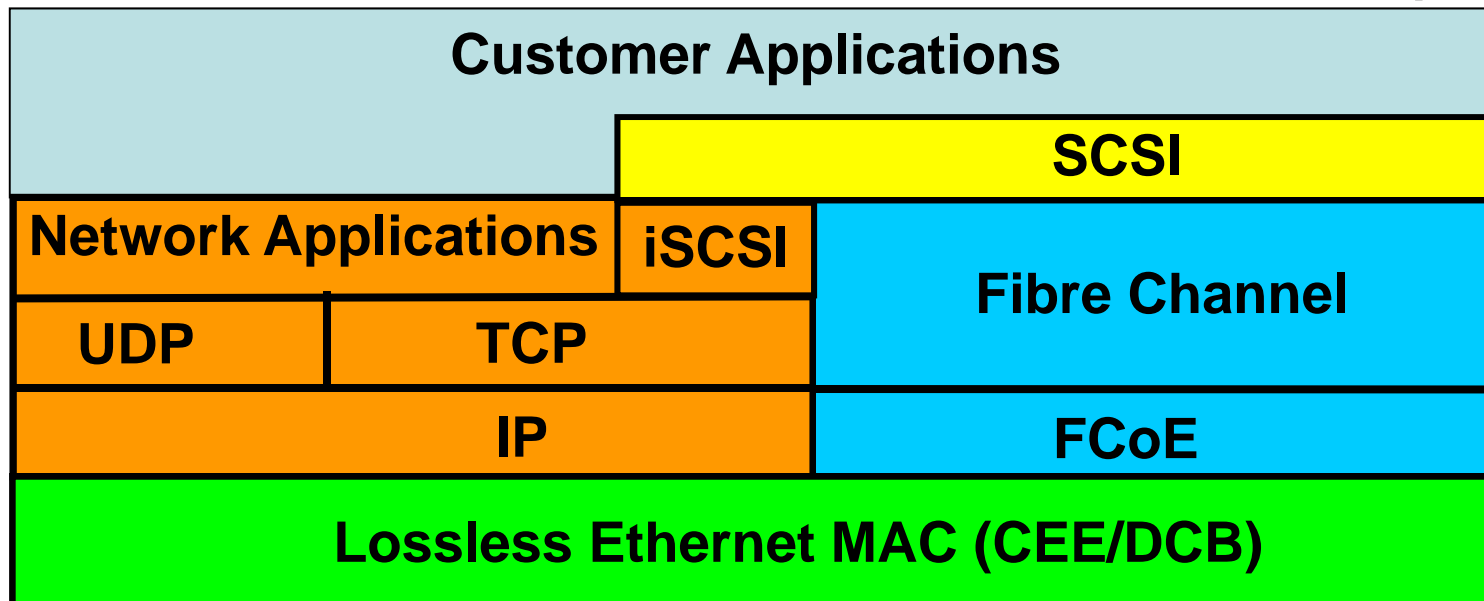 Customer Applications
SCSI
Network Applications
iSCSI
Fibre Channel
UDP
TCP
IP
FCoE
Lossless Ethernet MAC (CEE/DCB)